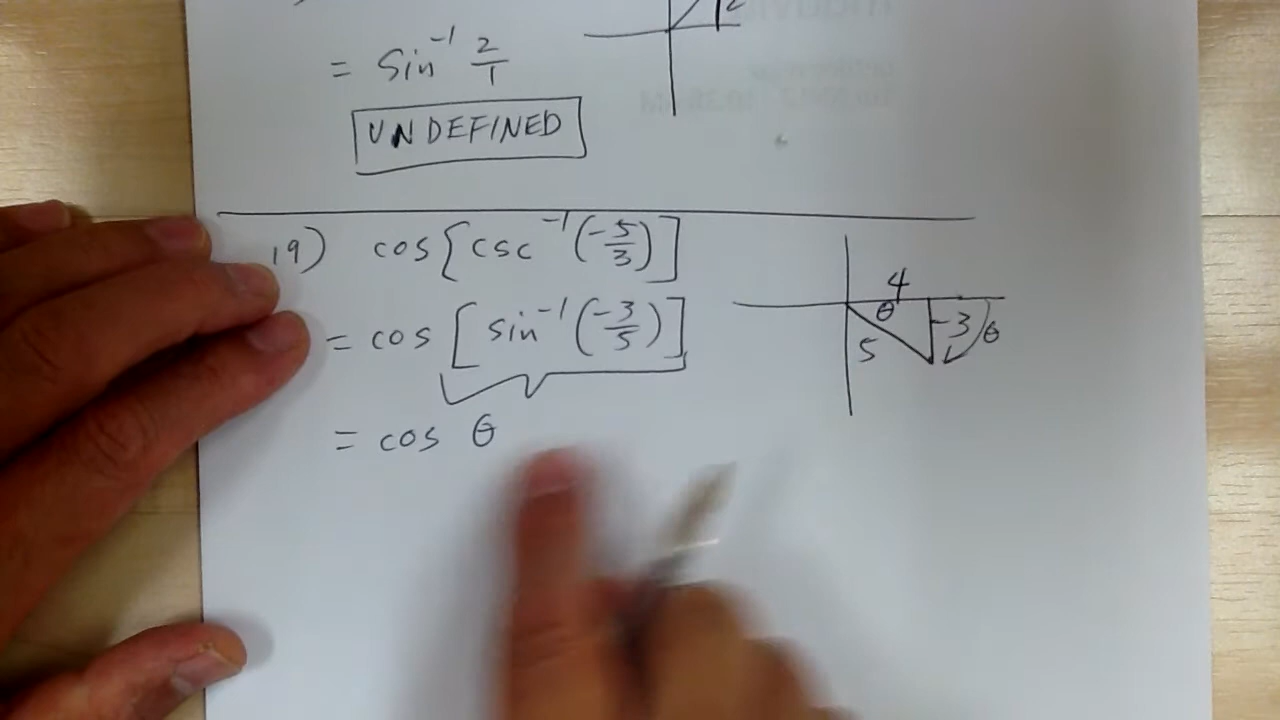 = Sin⁻¹ 2/1
UNDEFINED
19) cos[csc⁻¹(-5/3)]
= cos [sin⁻¹(-3/5)]
= cos θ
2
4
θ
-3
θ
5